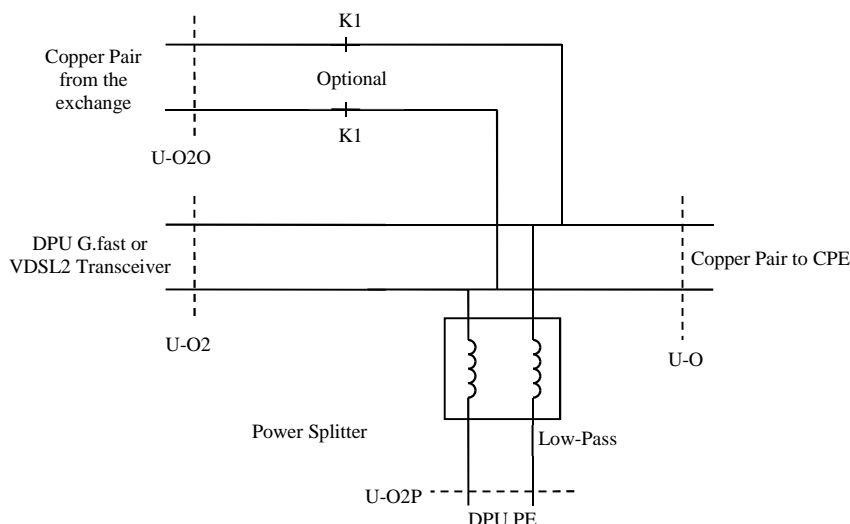 K1
Copper Pair
from the
exchange
Optional
K1
U-O2O
DPU G.fast or
VDSL2 Transceiver
Copper Pair to CPE
U-O2
U-O
Power Splitter
Low-Pass
U-O2P
DPU PE